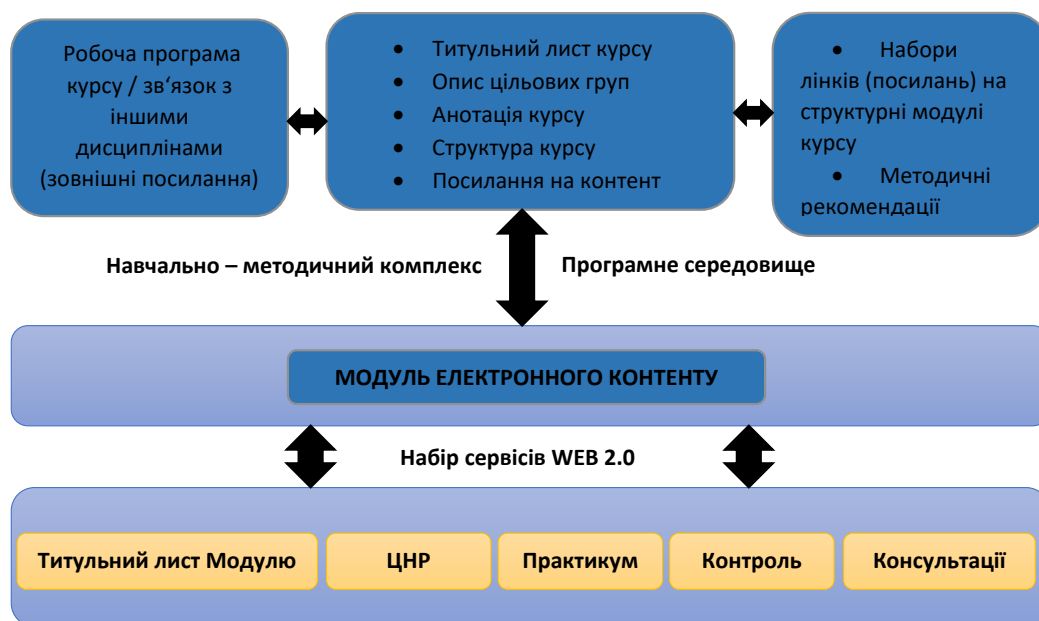 Робоча програма
курсу / зв‘язок з
іншими
дисциплінами
(зовнішні посилання)
• Титульний лист курсу
• Опис цільових груп
• Анотація курсу
• Структура курсу
• Посилання на контент
• Набори
лінків (посилань) на
структурні модулі
курсу
• Методичні
рекомендації
Навчально – методичний комплекс
Програмне середовище
МОДУЛЬ ЕЛЕКТРОННОГО КОНТЕНТУ
Набір сервісів WEB 2.0
Титульний лист Модулю
ЦНР
Практикум
Контроль
Консультації